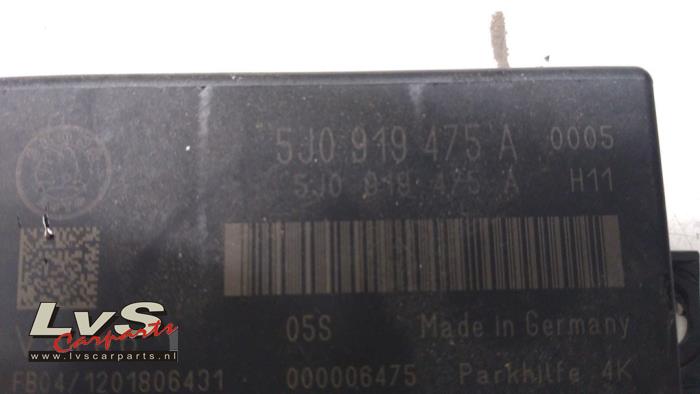 5J0 919 475 A 0005
5J0 919 475 A H11
05S Made in Germany
LvS
Carparts
www.lvscarparts.nl
FB04/1201806431 000006475 Parkhilfe 4K